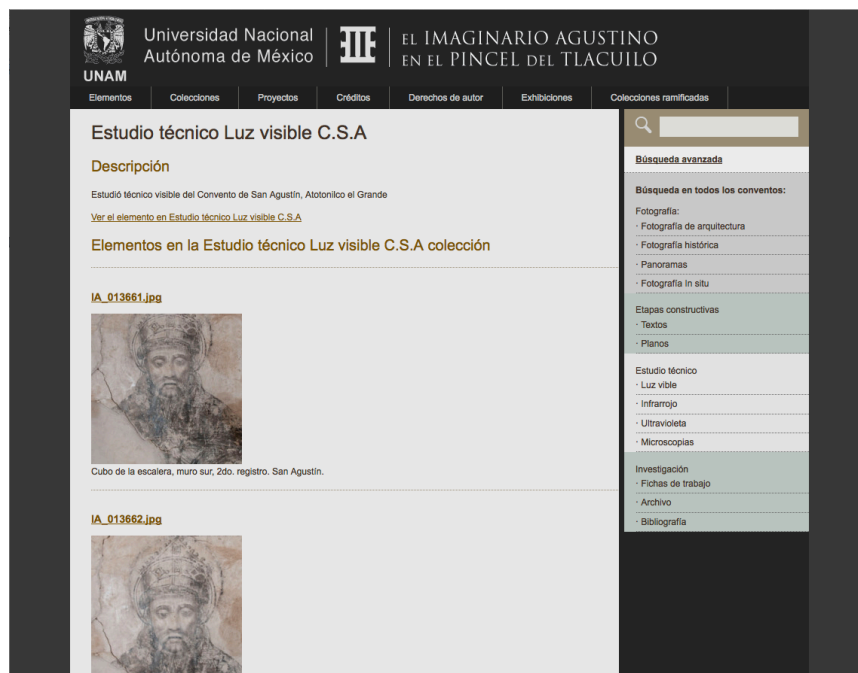 UNAM
Universidad Nacional
Autónoma de México
EL IMAGINARIO AGUSTINO
EN EL PINCEL DEL TLACUILO
Elementos
Colecciones
Proyectos
Créditos
Derechos de autor
Exhibiciones
Colecciones ramificadas
Estudio técnico Luz visible C.S.A
Descripción
Estudió técnico visible del Convento de San Agustín, Atotonilco el Grande
Ver el elemento en Estudio técnico Luz visible C.S.A
Elementos en la Estudio técnico Luz visible C.S.A colección
IA_013661.jpg
Cubo de la escalera, muro sur, 2do. registro. San Agustín.
IA_013662.jpg
Búsqueda avanzada
Búsqueda en todos los conventos:
Fotografía:
· Fotografía de arquitectura
· Fotografía histórica
· Panoramas
· Fotografía In situ
Etapas constructivas
· Textos
· Planos
Estudio técnico
· Luz vible
· Infrarrojo
· Ultravioleta
· Microscopias
Investigación
· Fichas de trabajo
· Archivo
· Bibliografía